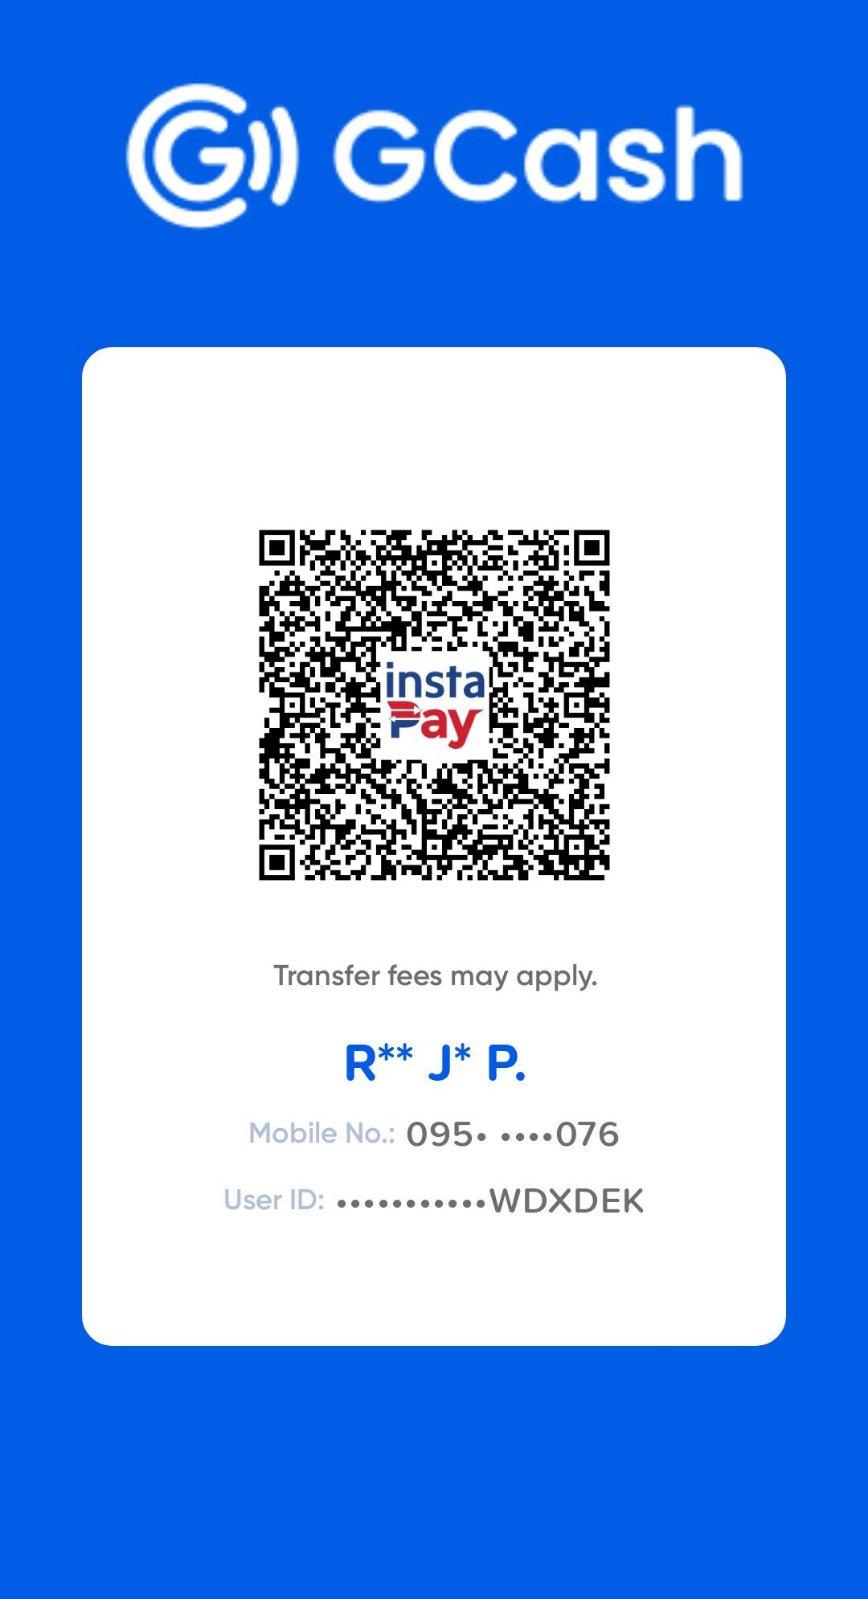 GCash
insta
Pay
Transfer fees may apply.
R** J* P.
Mobile No.: 095• ••••076
User ID: •••••••••••WDXDEK